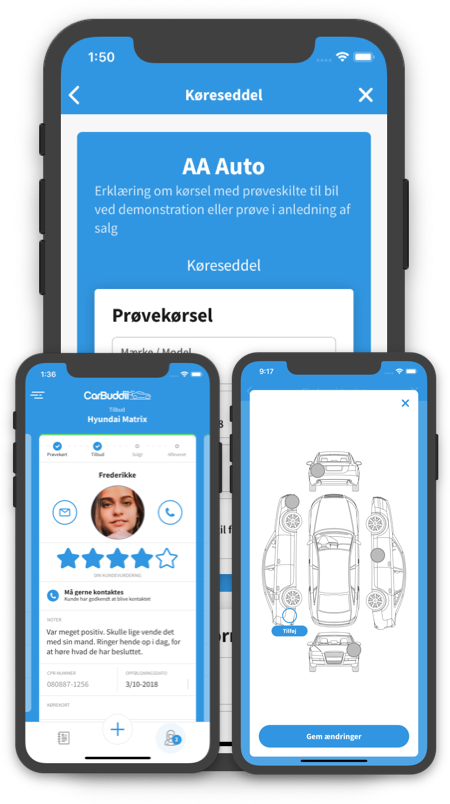 1:50
Køreseddel
AA Auto
Erklæring om kørsel med prøveskilte til bil
ved demonstration eller prøve i anledning af
salg
Køreseddel
Prøvekørsel
Mærke / Model
1:36
CarBuddil
Tilbud
Hyundai Matrix
Prøvekørt
Tilbud
Solgt
Afleveret
Frederikke
DIN KUNDEVURDERING
Må gerne kontaktes
Kunde har godkendt at blive kontaktet
NOTER
Var meget positiv. Skulle lige vende det
med sin mand. Ringer hende op i dag, for
at høre hvad de har besluttet.
CPR NUMMER
080887-1256
OPFØLGNINGSDATO
3/10-2018
KØREKORT
2
9:17
Tilføj
Gem ændringer